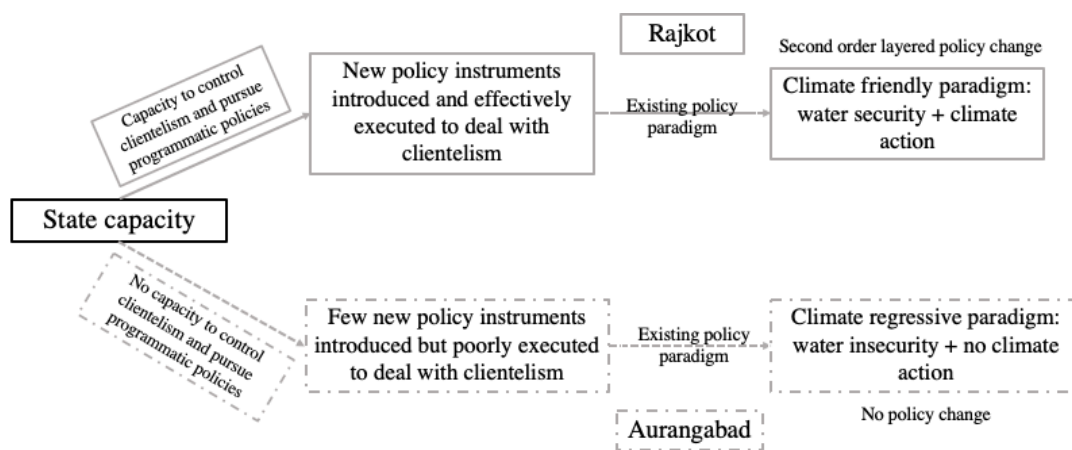 Rajkot
Second order layered policy change
Capacity to control
clientelism and pursue
programmatic policies
New policy instruments
introduced and effectively
executed to deal with
clientelism
Existing policy
paradigm
Climate friendly paradigm:
water security + climate
action
State capacity
No capacity to control
clientelism and pursue
programmatic policies
Few new policy instruments
introduced but poorly executed
to deal with clientelism
Existing policy
paradigm
Climate regressive paradigm:
water insecurity + no climate
action
Aurangabad
No policy change